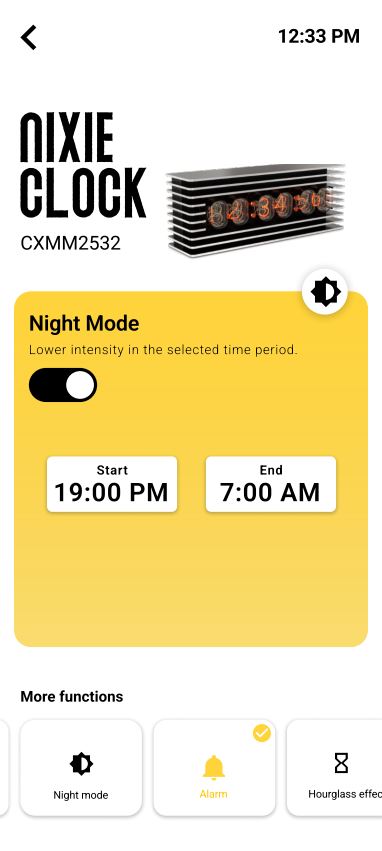 12:33 PM
NIXIE
CLOCK
CXMM2532
Night Mode
Lower intensity in the selected time period.
Start
19:00 PM
End
7:00 AM
More functions
Night mode
Alarm
Hourglass effec